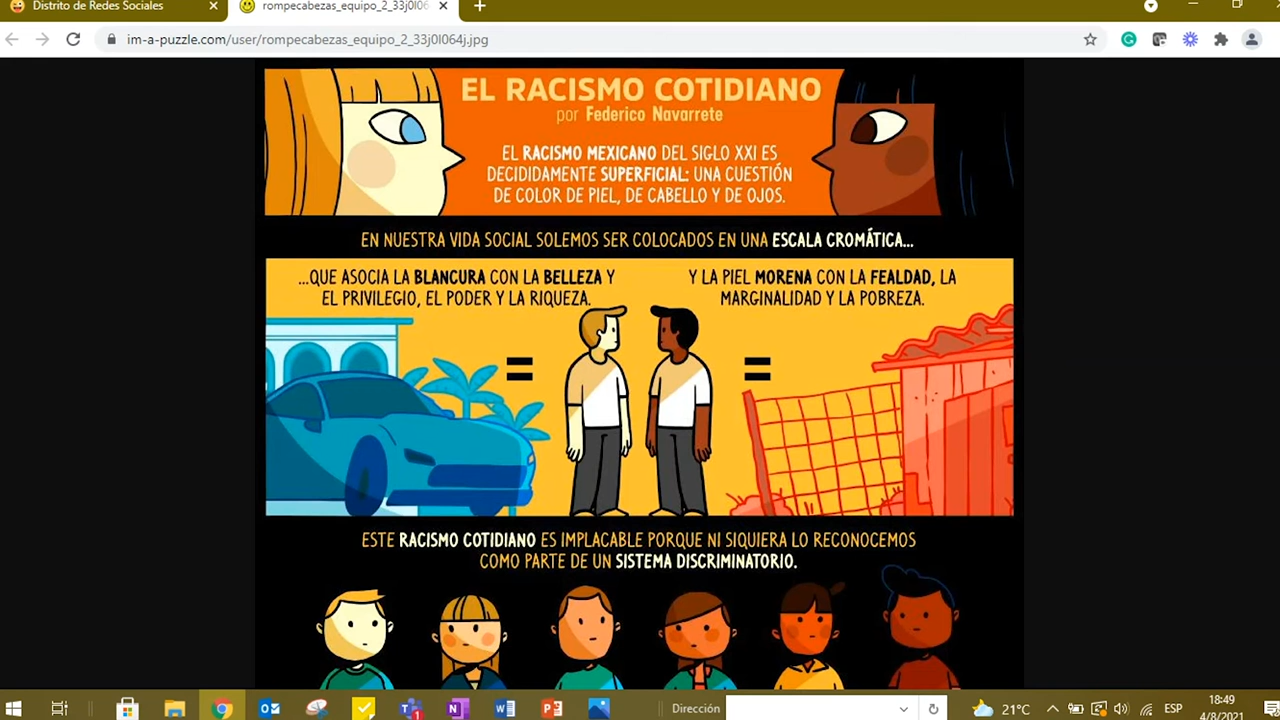 Distrito de Redes Sociales
rompecabezas_equipo_2_33j0l06
im-a-puzzle.com/user/rompecabezas_equipo_2_33j0l064j.jpg
EL RACISMO COTIDIANO
por Federico Navarrete
EL RACISMO MEXICANO DEL SIGLO XXI ES
DECIDIDAMENTE SUPERFICIAL: UNA CUESTIÓN
DE COLOR DE PIEL, DE CABELLO Y DE OJOS.
EN NUESTRA VIDA SOCIAL SOLEMOS SER COLOCADOS EN UNA ESCALA CROMÁTICA...
...QUE ASOCIA LA BLANCURA CON LA BELLEZA Y
EL PRIVILEGIO, EL PODER Y LA RIQUEZA.
Y LA PIEL MORENA CON LA FEALDAD, LA
MARGINALIDAD Y LA POBREZA.
=
=
ESTE RACISMO COTIDIANO ES IMPLACABLE PORQUE NI SIQUIERA LO RECONOCEMOS
COMO PARTE DE UN SISTEMA DISCRIMINATORIO.
Dirección
21°C
ESP
18:49
4/8/2021